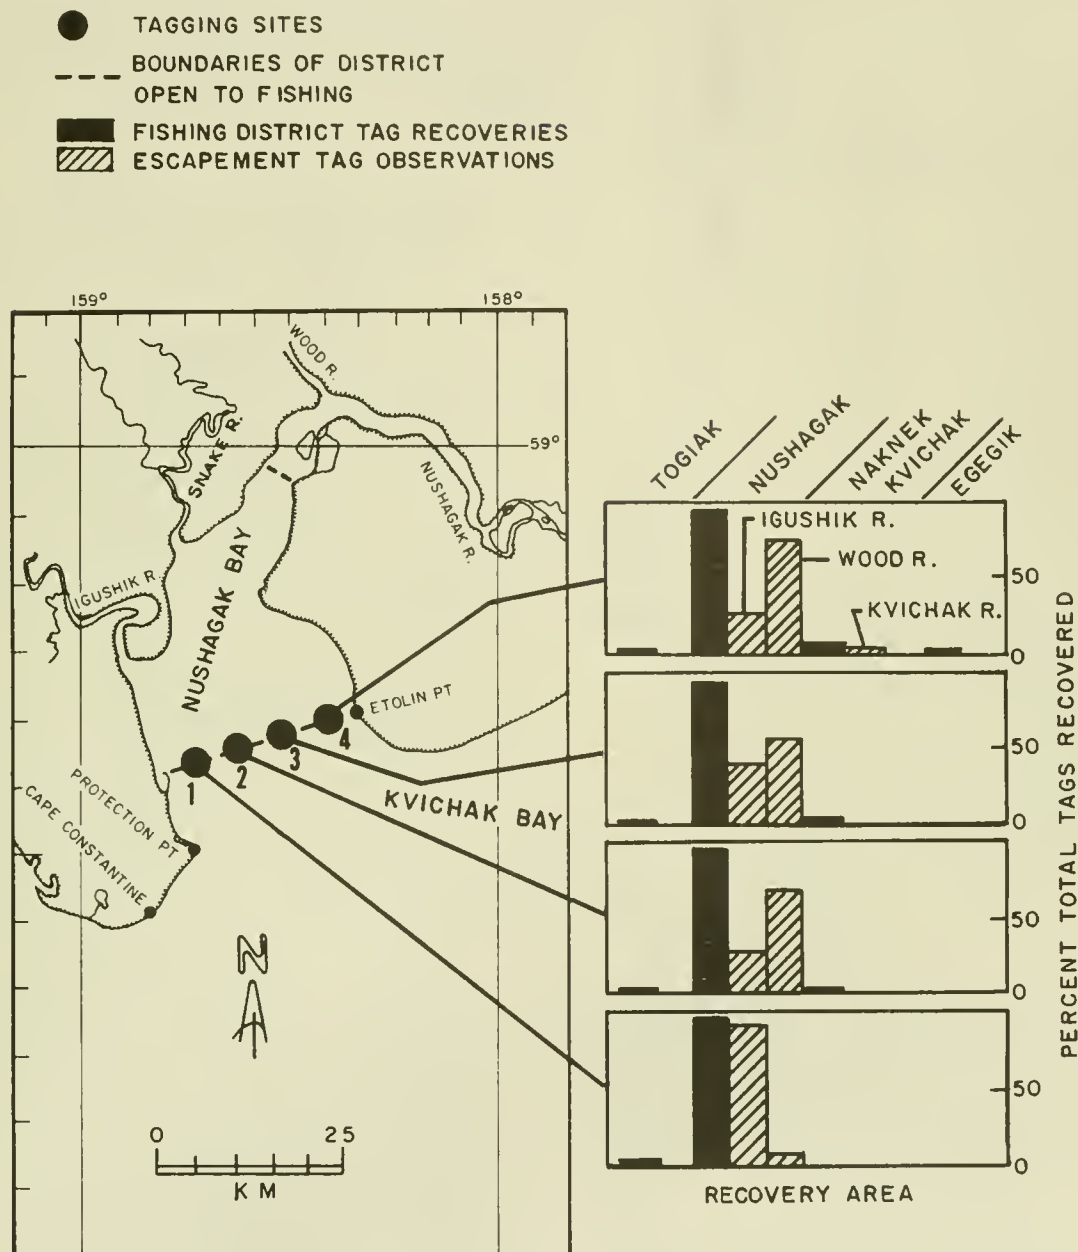 TAGGING SITES
BOUNDARIES OF DISTRICT
OPEN TO FISHING
FISHING DISTRICT TAG RECOVERIES
ESCAPEMENT TAG OBSERVATIONS
159°
158°
WOOD R.
SNAKE R.
59°
NUSHAGAK R.
NUSHAGAK BAY
IGUSHIK R.
ETOLIN PT
1
2
3
4
PROTECTION PT
CAPE CONSTANTINE
KVICHAK BAY
N
0 25
KM
TOGIAK
NUSHAGAK
NAKNEK
KVICHAK
EGEGIK
IGUSHIK R.
WOOD R.
KVICHAK R.
50
0
50
0
50
0
50
0
PERCENT TOTAL TAGS RECOVERED
RECOVERY AREA